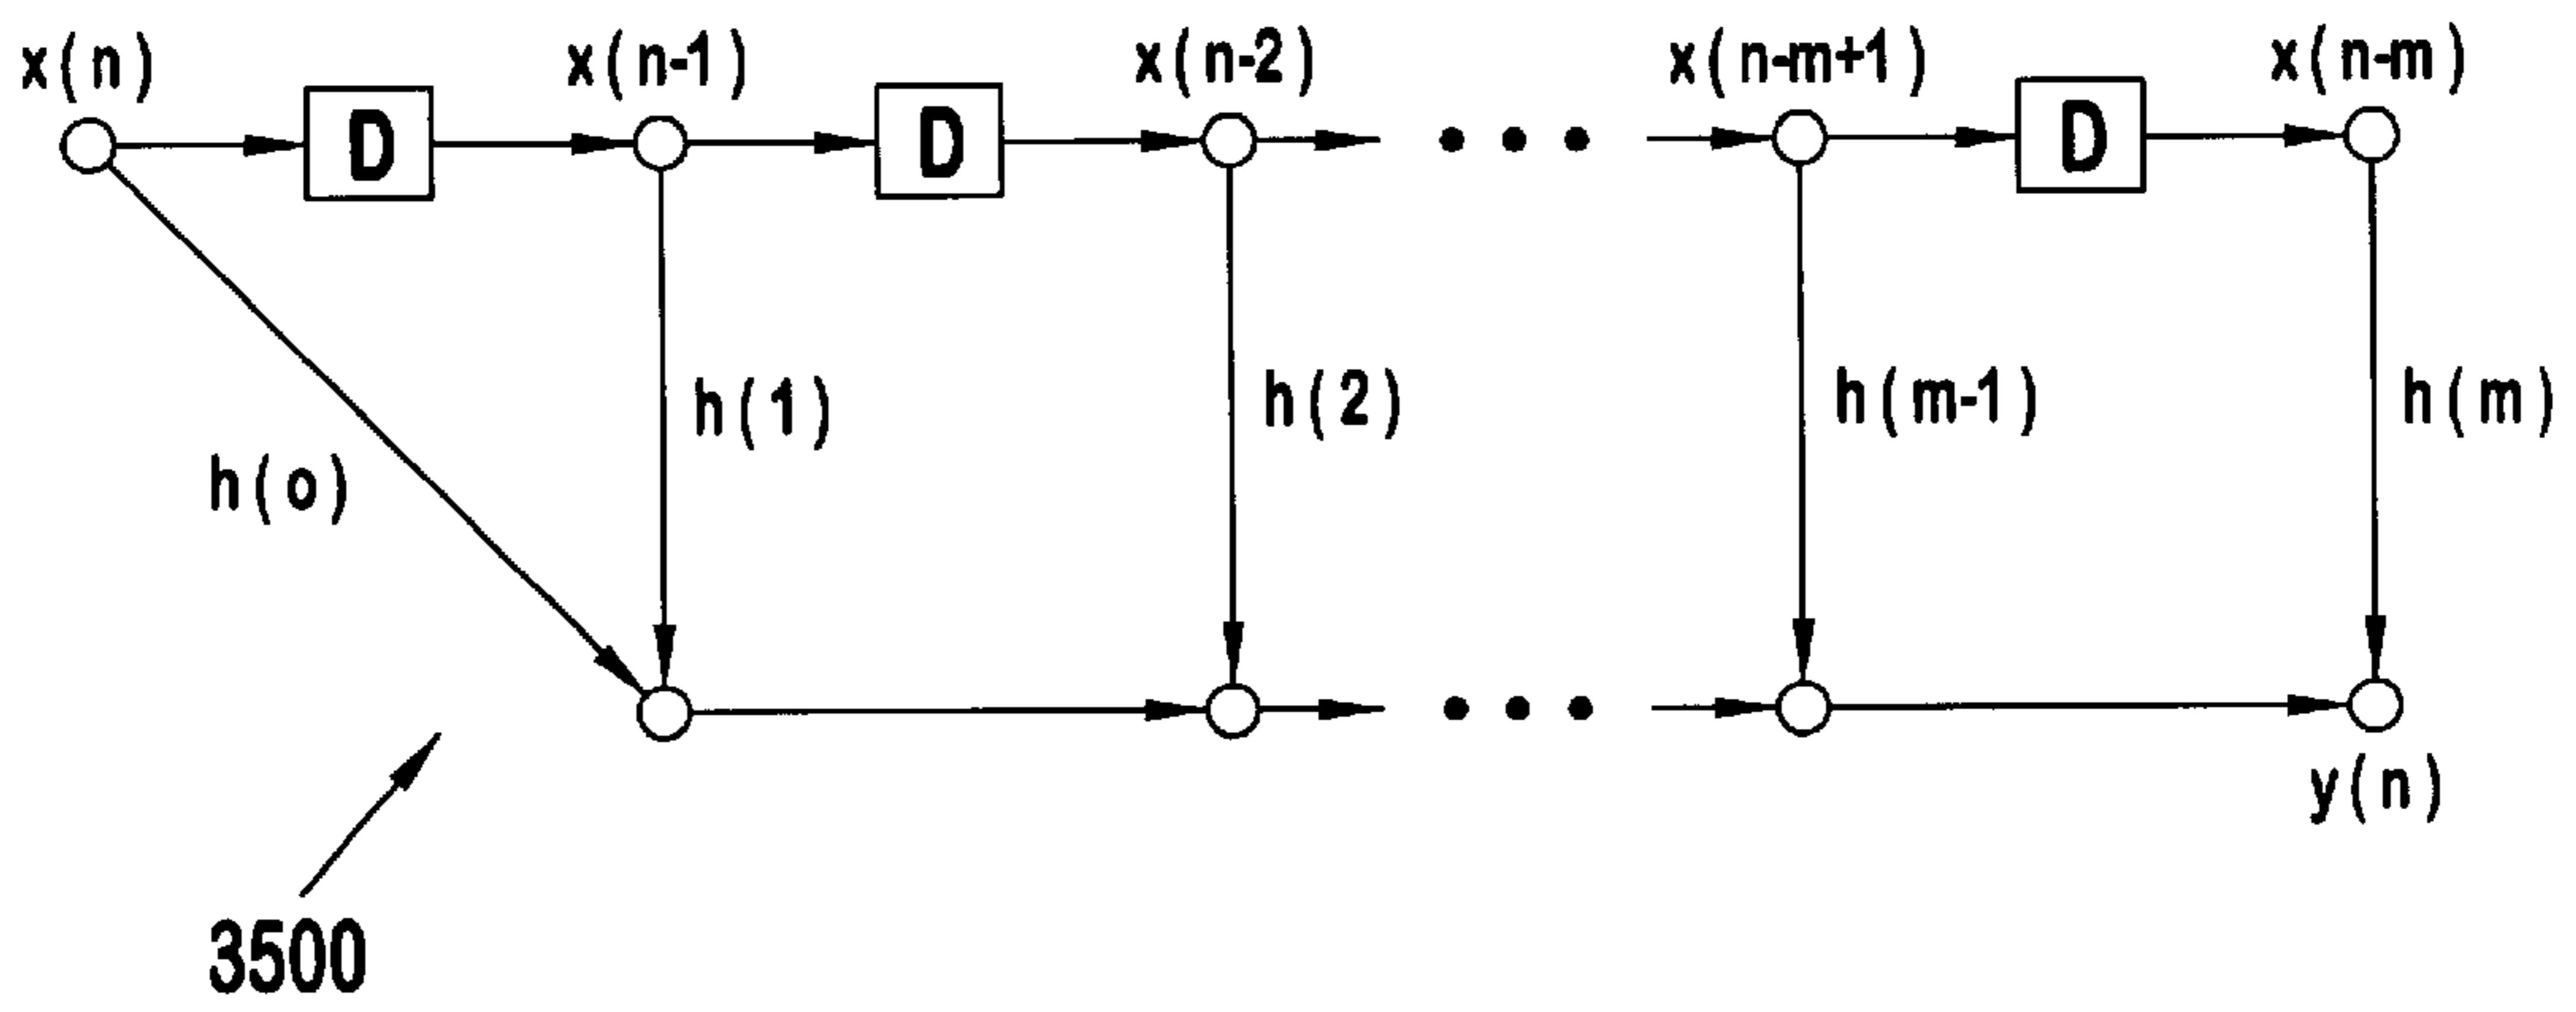 x(n) x(n-1) x(n-2) x(n-m+1) x(n-m)
D D D
h(o) h(1) h(2) h(m-1) h(m)
y(n)
3500